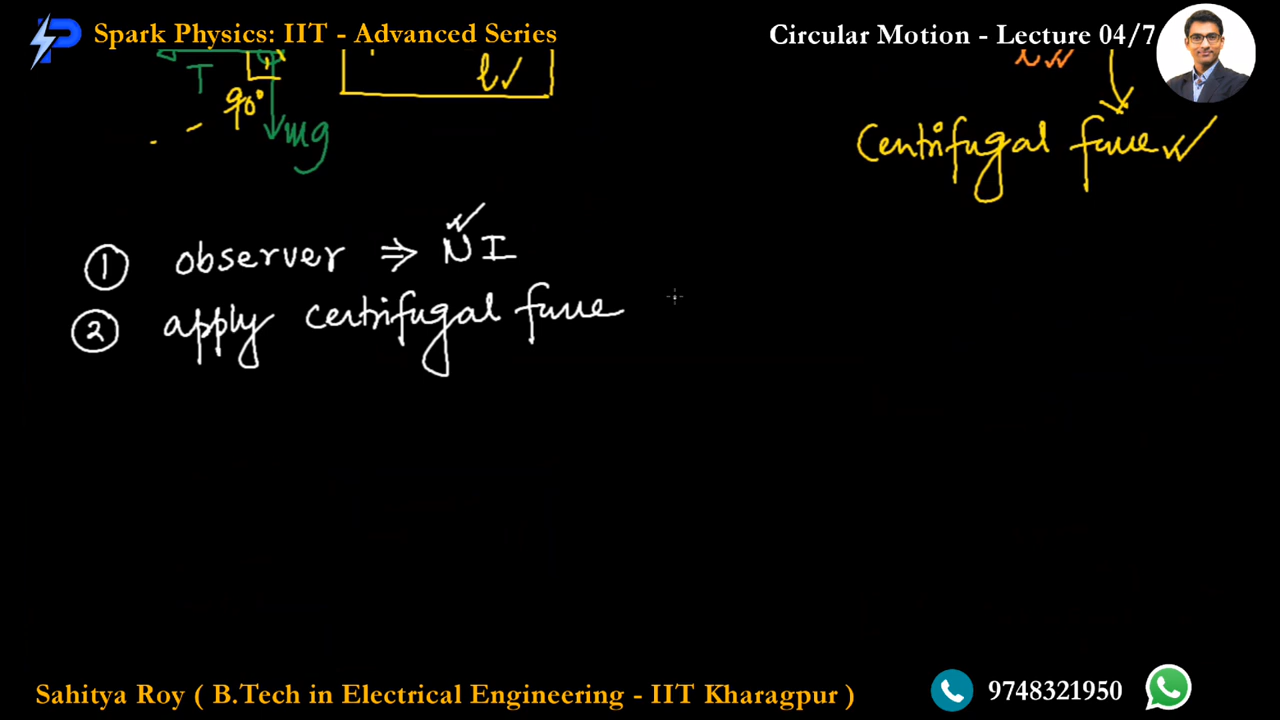 Spark Physics: IIT - Advanced Series
Circular Motion - Lecture 04/7
T
90°
mg
l✓
Centrifugal force ✓
① observer ⇒ NI
② apply centrifugal force
Sahitya Roy ( B.Tech in Electrical Engineering - IIT Kharagpur )
9748321950